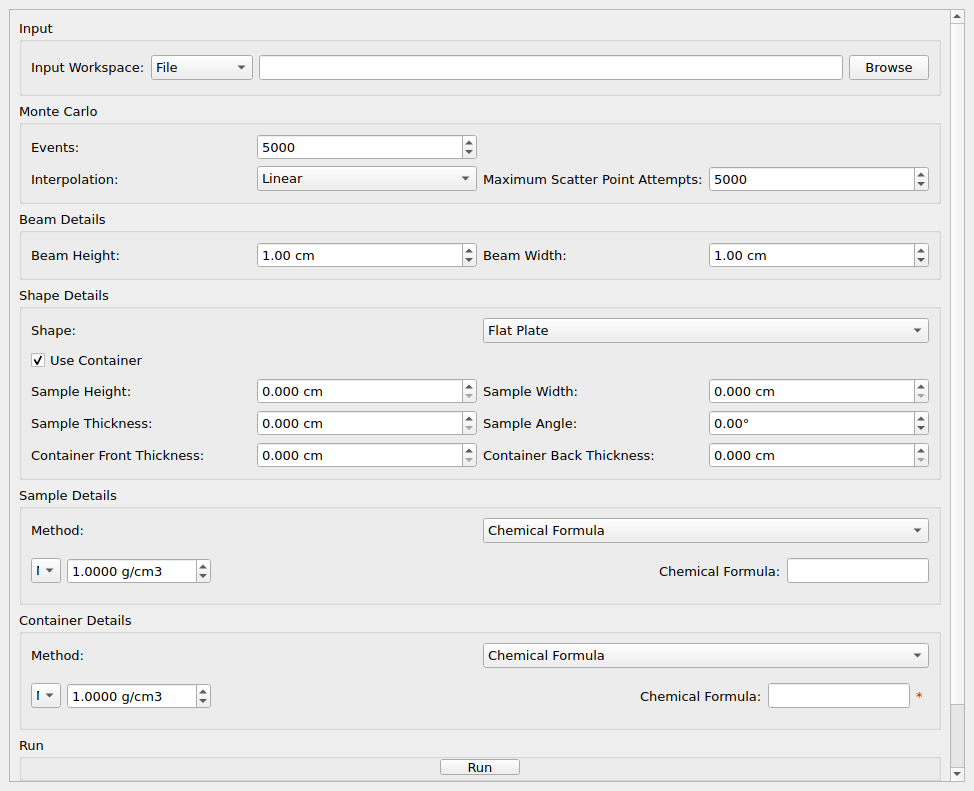 Input
Input Workspace: File Browse
Monte Carlo
Events: 5000
Interpolation: Linear Maximum Scatter Point Attempts: 5000
Beam Details
Beam Height: 1.00 cm Beam Width: 1.00 cm
Shape Details
Shape: Flat Plate
Use Container
Sample Height: 0.000 cm Sample Width: 0.000 cm
Sample Thickness: 0.000 cm Sample Angle: 0.00°
Container Front Thickness: 0.000 cm Container Back Thickness: 0.000 cm
Sample Details
Method: Chemical Formula
1.0000 g/cm3 Chemical Formula:
Container Details
Method: Chemical Formula
1.0000 g/cm3 Chemical Formula: *
Run
Run